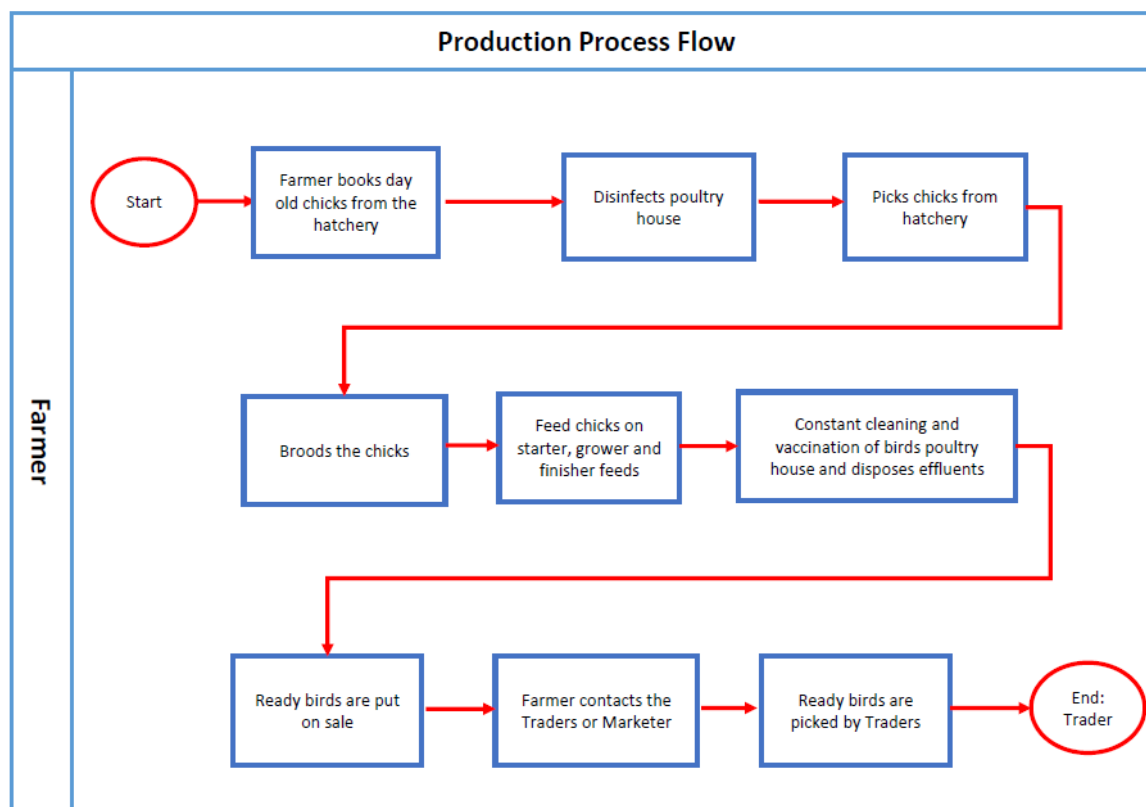 Production Process Flow
Farmer
Start
Farmer books day
old chicks from the
hatchery
Disinfects poultry
house
Picks chicks from
hatchery
Broods the chicks
Feed chicks on
starter, grower and
finisher feeds
Constant cleaning and
vaccination of birds poultry
house and disposes effluents
Ready birds are put
on sale
Farmer contacts the
Traders or Marketer
Ready birds are
picked by Traders
End:
Trader